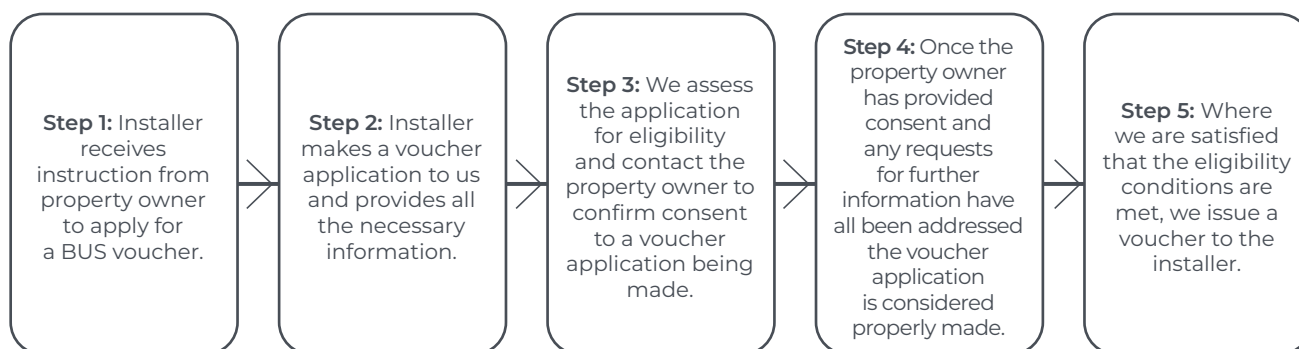 Step 1: Installer
receives
instruction from
property owner
to apply for
a BUS voucher.
Step 2: Installer
makes a voucher
application to us
and provides all
the necessary
information.
Step 3: We assess
the application
for eligibility
and contact the
property owner to
confirm consent
to a voucher
application being
made.
Step 4: Once the
property owner
has provided
consent and
any requests
for further
information have
all been addressed
the voucher
application
is considered
properly made.
Step 5: Where
we are satisfied
that the eligibility
conditions are
met, we issue a
voucher to the
installer.